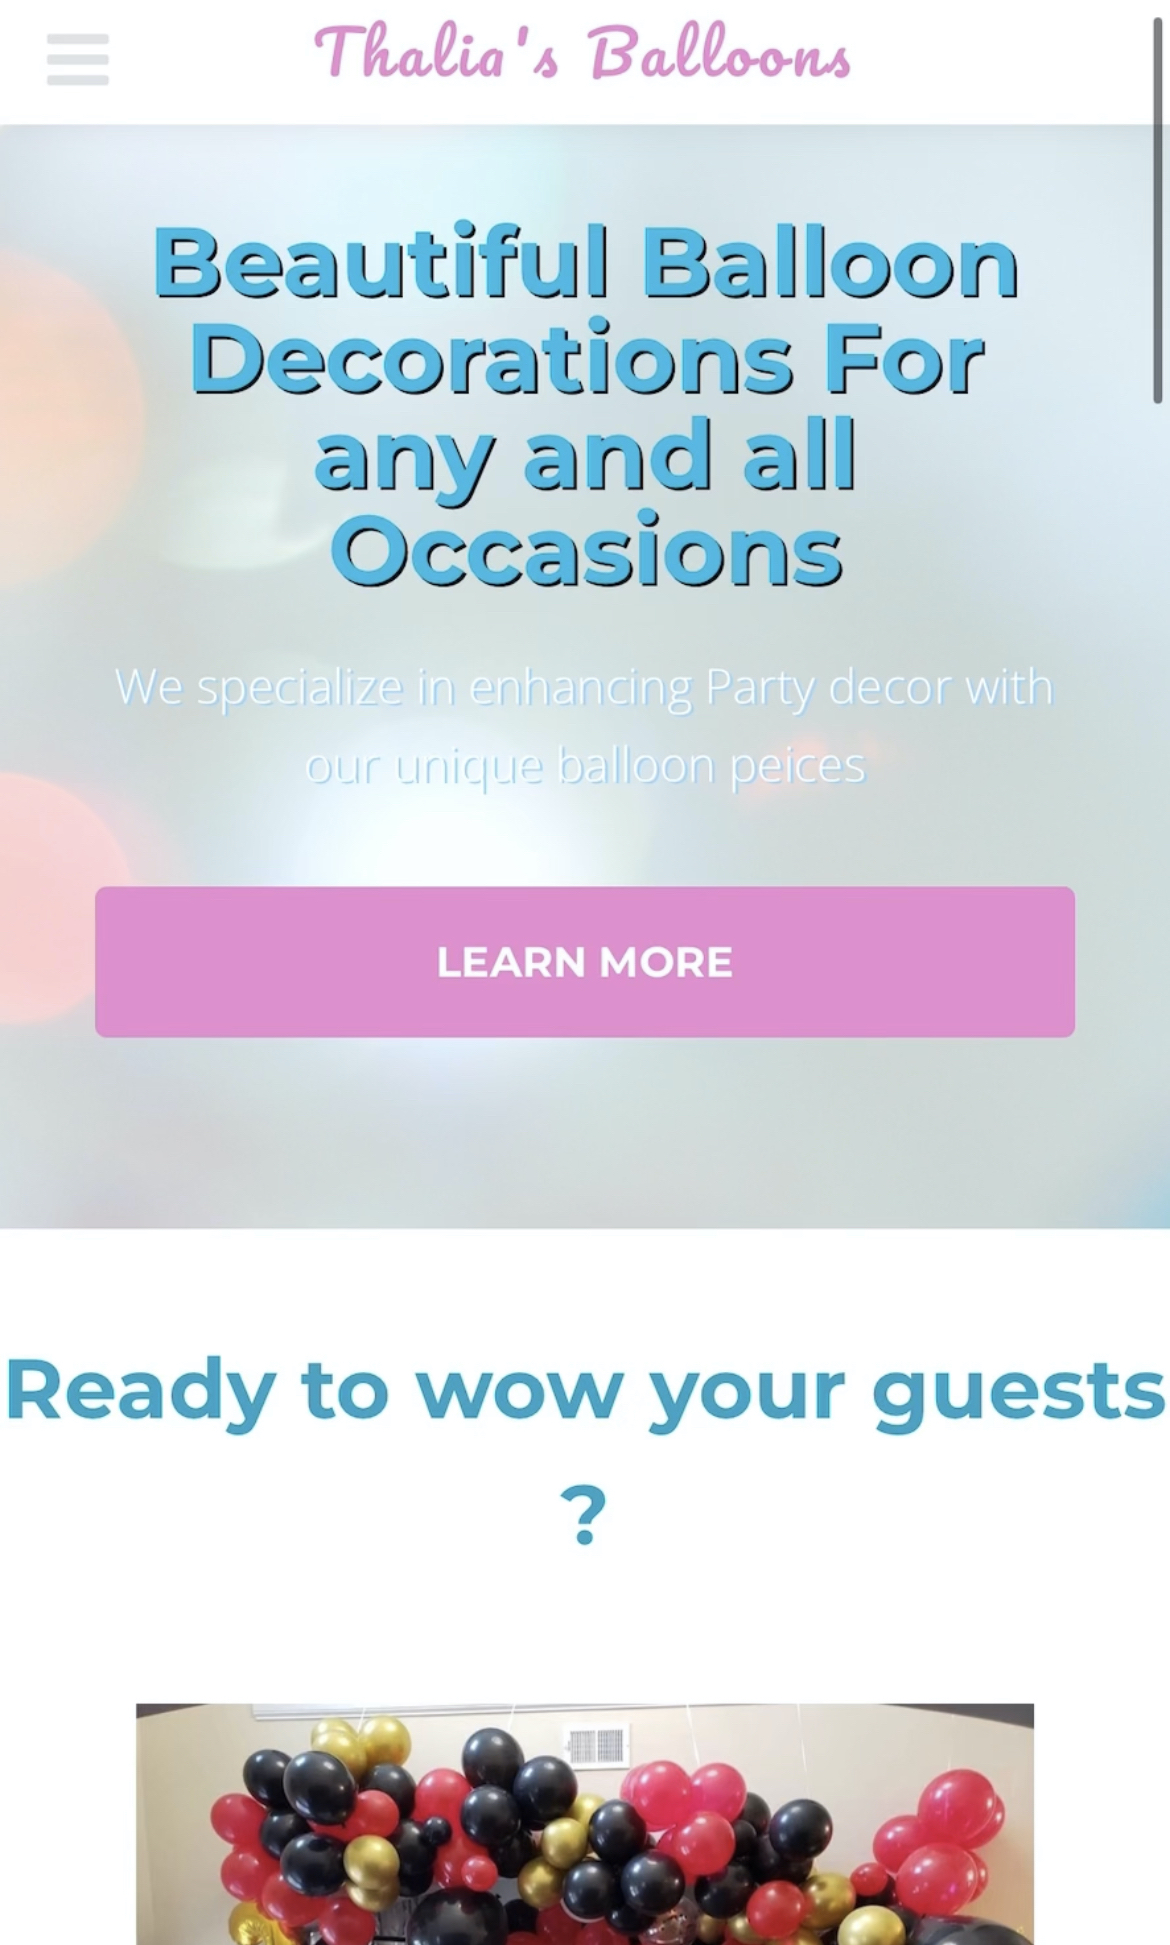 Thalia's Balloons
Beautiful Balloon
Decorations For
any and all
Occasions
We specialize in enhancing Party decor with
our unique balloon peices
LEARN MORE
Ready to wow your guests
?